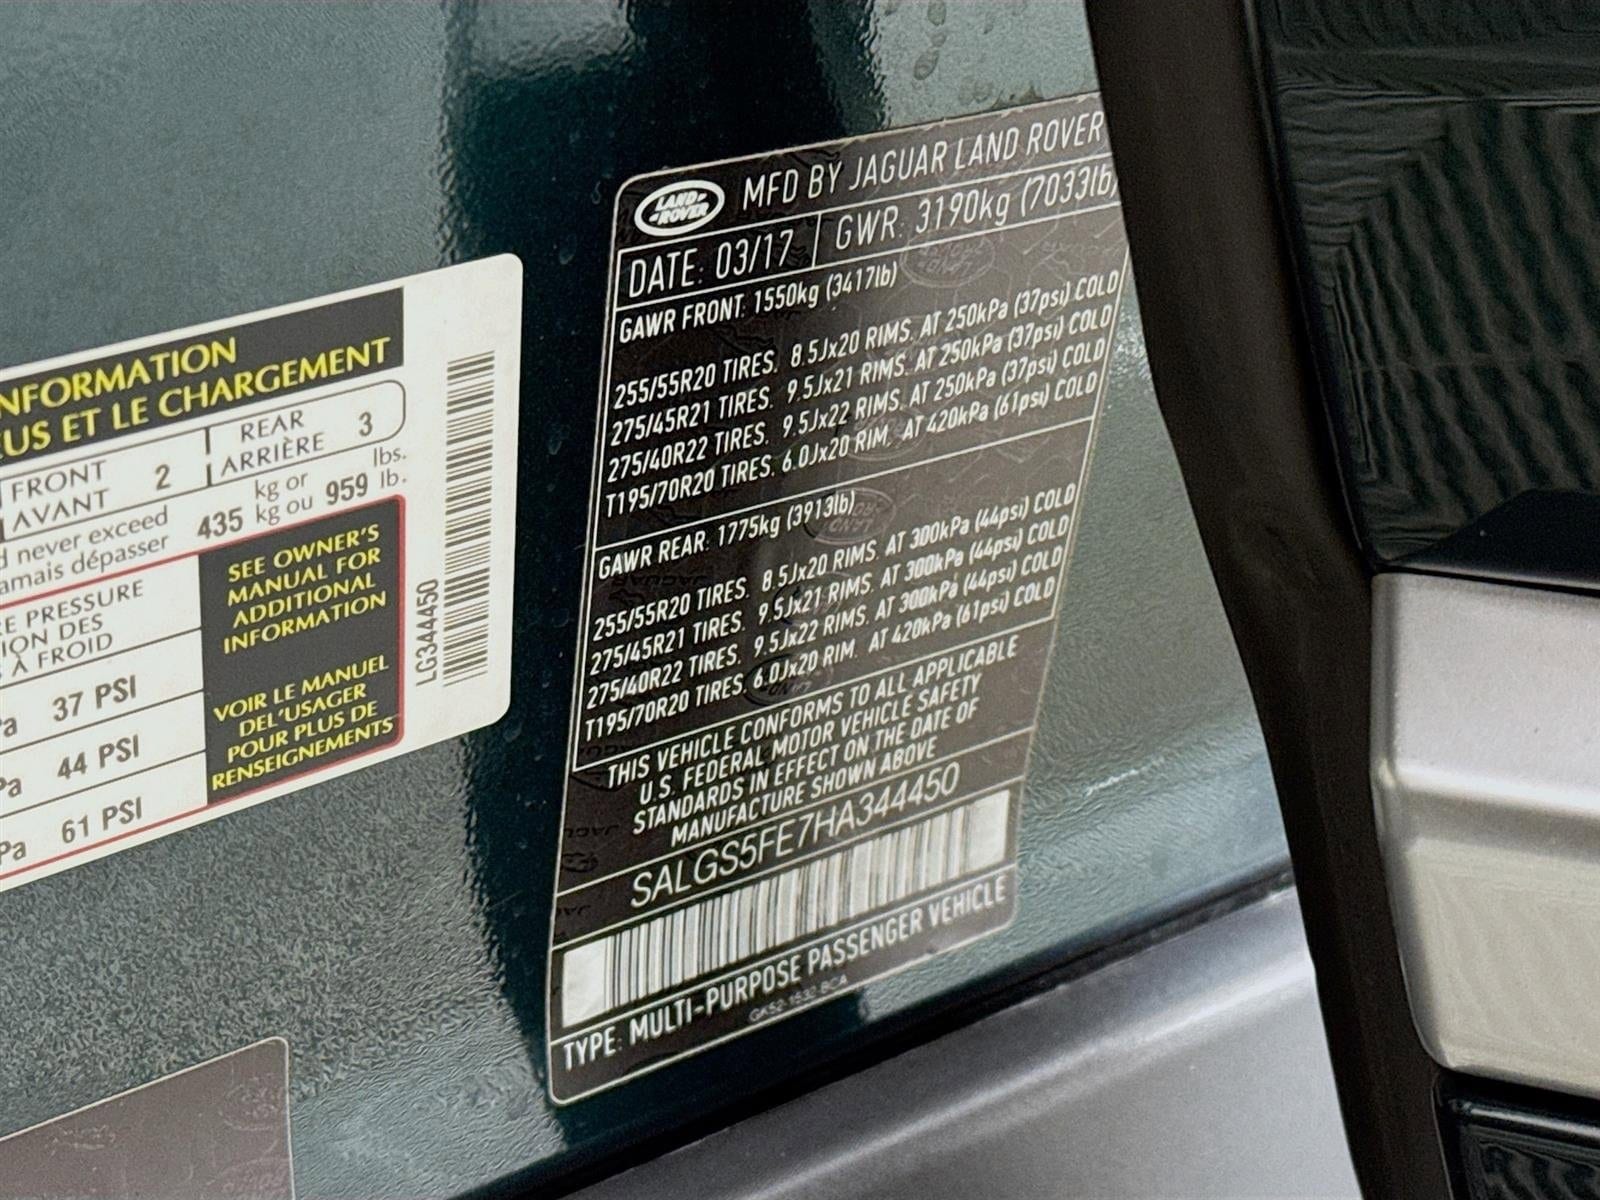 NFORMATION
US ET LE CHARGEMENT
FRONT
AVANT
2
REAR
ARRIÈRE
3
never exceed
amais dépasser
435 kg or
kg ou 959 lbs.
lb.
E PRESSURE
ION DES
À FROID
37 PSI
44 PSI
Pa 61 PSI
SEE OWNER'S
MANUAL FOR
ADDITIONAL
INFORMATION
VOIR LE MANUEL
DEL'USAGER
POUR PLUS DE
RENSEIGNEMENTS
LG344450
LAND-
-ROVER
MFD BY JAGUAR LAND ROVER
DATE: 03/17 GWR: 3190kg (7033lb)
GAWR FRONT: 1550kg (3417lb)
255/55R20 TIRES. 8.5Jx20 RIMS. AT 250kPa (37psi) COLD
275/45R21 TIRES. 9.5Jx21 RIMS. AT 250kPa (37psi) COLD
275/40R22 TIRES. 9.5Jx22 RIMS. AT 250kPa (37psi) COLD
T195/70R20 TIRES. 6.0Jx20 RIM. AT 420kPa (61psi) COLD
GAWR REAR: 1775kg (3913lb)
255/55R20 TIRES. 8.5Jx20 RIMS. AT 300kPa (44psi) COLD
275/45R21 TIRES. 9.5Jx21 RIMS. AT 300kPa (44psi) COLD
275/40R22 TIRES. 9.5Jx22 RIMS. AT 300kPa (44psi) COLD
T195/70R20 TIRES. 6.0Jx20 RIM. AT 420kPa (61psi) COLD
THIS VEHICLE CONFORMS TO ALL APPLICABLE
U.S. FEDERAL MOTOR VEHICLE SAFETY
STANDARDS IN EFFECT ON THE DATE OF
MANUFACTURE SHOWN ABOVE
SALGS5FE7HA344450
TYPE: MULTI-PURPOSE PASSENGER VEHICLE